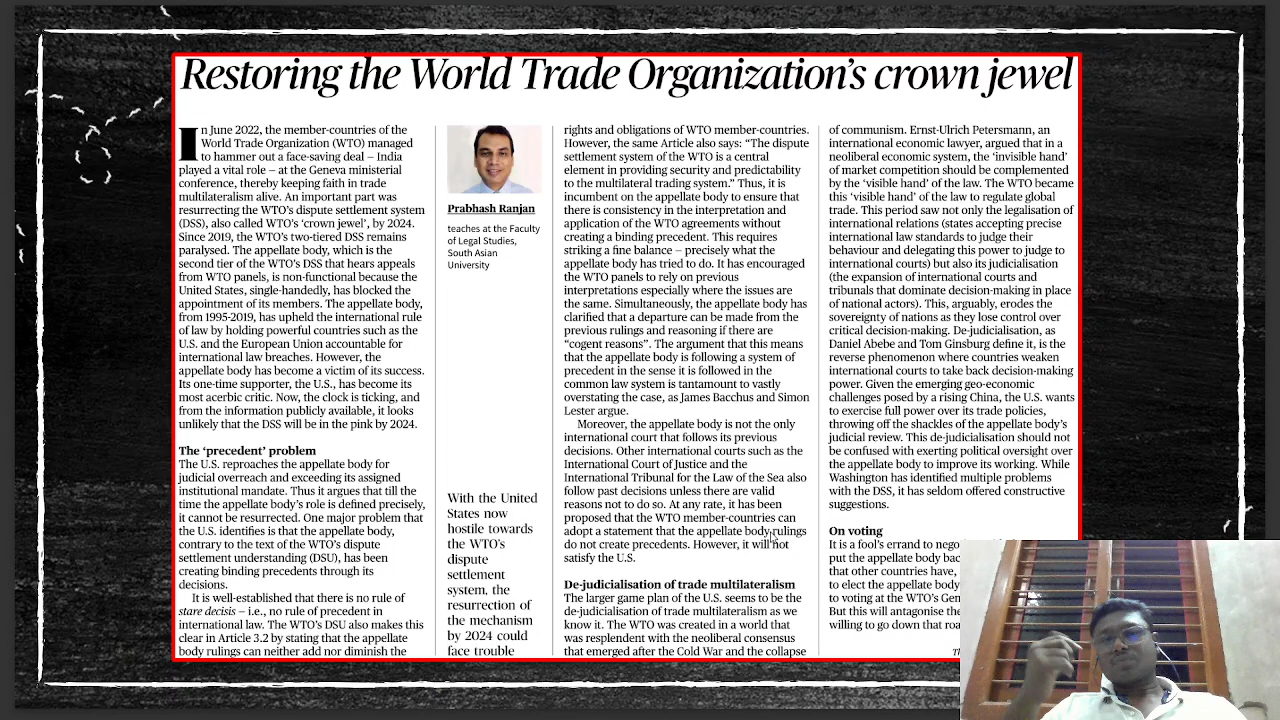 Restoring the World Trade Organization's crown jewel
In June 2022, the member-countries of the
World Trade Organization (WTO) managed
to hammer out a face-saving deal — India
played a vital role — at the Geneva ministerial
conference, thereby keeping faith in trade
multilateralism alive. An important part was
resurrecting the WTO's dispute settlement system
(DSS), also called WTO's 'crown jewel', by 2024.
Since 2019, the WTO's two-tiered DSS remains
paralysed. The appellate body, which is the
second tier of the WTO's DSS that hears appeals
from WTO panels, is non-functional because the
United States, single-handedly, has blocked the
appointment of its members. The appellate body,
from 1995-2019, has upheld the international rule
of law by holding powerful countries such as the
U.S. and the European Union accountable for
international law breaches. However, the
appellate body has become a victim of its success.
Its one-time supporter, the U.S., has become its
most acerbic critic. Now, the clock is ticking, and
from the information publicly available, it looks
unlikely that the DSS will be in the pink by 2024.
The 'precedent' problem
The U.S. reproaches the appellate body for
judicial overreach and exceeding its assigned
institutional mandate. Thus it argues that till the
time the appellate body's role is defined precisely,
it cannot be resurrected. One major problem that
the U.S. identifies is that the appellate body,
contrary to the text of the WTO's dispute
settlement understanding (DSU), has been
creating binding precedents through its
decisions.
It is well-established that there is no rule of
stare decisis — i.e., no rule of precedent in
international law. The WTO's DSU also makes this
clear in Article 3.2 by stating that the appellate
body rulings can neither add nor diminish the
Prabhash Ranjan
teaches at the Faculty
of Legal Studies,
South Asian
University
With the United
States now
hostile towards
the WTO's
dispute
settlement
system, the
resurrection of
the mechanism
by 2024 could
face trouble
rights and obligations of WTO member-countries.
However, the same Article also says: "The dispute
settlement system of the WTO is a central
element in providing security and predictability
to the multilateral trading system." Thus, it is
incumbent on the appellate body to ensure that
there is consistency in the interpretation and
application of the WTO agreements without
creating a binding precedent. This requires
striking a fine balance — precisely what the
appellate body has tried to do. It has encouraged
the WTO panels to rely on previous
interpretations especially where the issues are
the same. Simultaneously, the appellate body has
clarified that a departure can be made from the
previous rulings and reasoning if there are
"cogent reasons". The argument that this means
that the appellate body is following a system of
precedent in the sense it is followed in the
common law system is tantamount to vastly
overstating the case, as James Bacchus and Simon
Lester argue.
Moreover, the appellate body is not the only
international court that follows its previous
decisions. Other international courts such as the
International Court of Justice and the
International Tribunal for the Law of the Sea also
follow past decisions unless there are valid
reasons not to do so. At any rate, it has been
proposed that the WTO member-countries can
adopt a statement that the appellate body rulings
do not create precedents. However, it will not
satisfy the U.S.
De-judicialisation of trade multilateralism
The larger game plan of the U.S. seems to be the
de-judicialisation of trade multilateralism as we
know it. The WTO was created in a world that
was resplendent with the neoliberal consensus
that emerged after the Cold War and the collapse
of communism. Ernst-Ulrich Petersmann, an
international economic lawyer, argued that in a
neoliberal economic system, the 'invisible hand'
of market competition should be complemented
by the 'visible hand' of the law. The WTO became
this 'visible hand' of the law to regulate global
trade. This period saw not only the legalisation of
international relations (states accepting precise
international law standards to judge their
behaviour and delegating this power to judge to
international courts) but also its judicialisation
(the expansion of international courts and
tribunals that dominate decision-making in place
of national actors). This, arguably, erodes the
sovereignty of nations as they lose control over
critical decision-making. De-judicialisation, as
Daniel Abebe and Tom Ginsburg define it, is the
reverse phenomenon where countries weaken
international courts to take back decision-making
power. Given the emerging geo-economic
challenges posed by a rising China, the U.S. wants
to exercise full power over its trade policies,
throwing off the shackles of the appellate body's
judicial review. This de-judicialisation should not
be confused with exerting political oversight over
the appellate body to improve its working. While
Washington has identified multiple problems
with the DSS, it has seldom offered constructive
suggestions.
On voting
It is a fool's errand to
put the appellate body
that other countries have,
to elect the appellate body
to voting at the WTO's
But this will antagonise the
willing to go down that